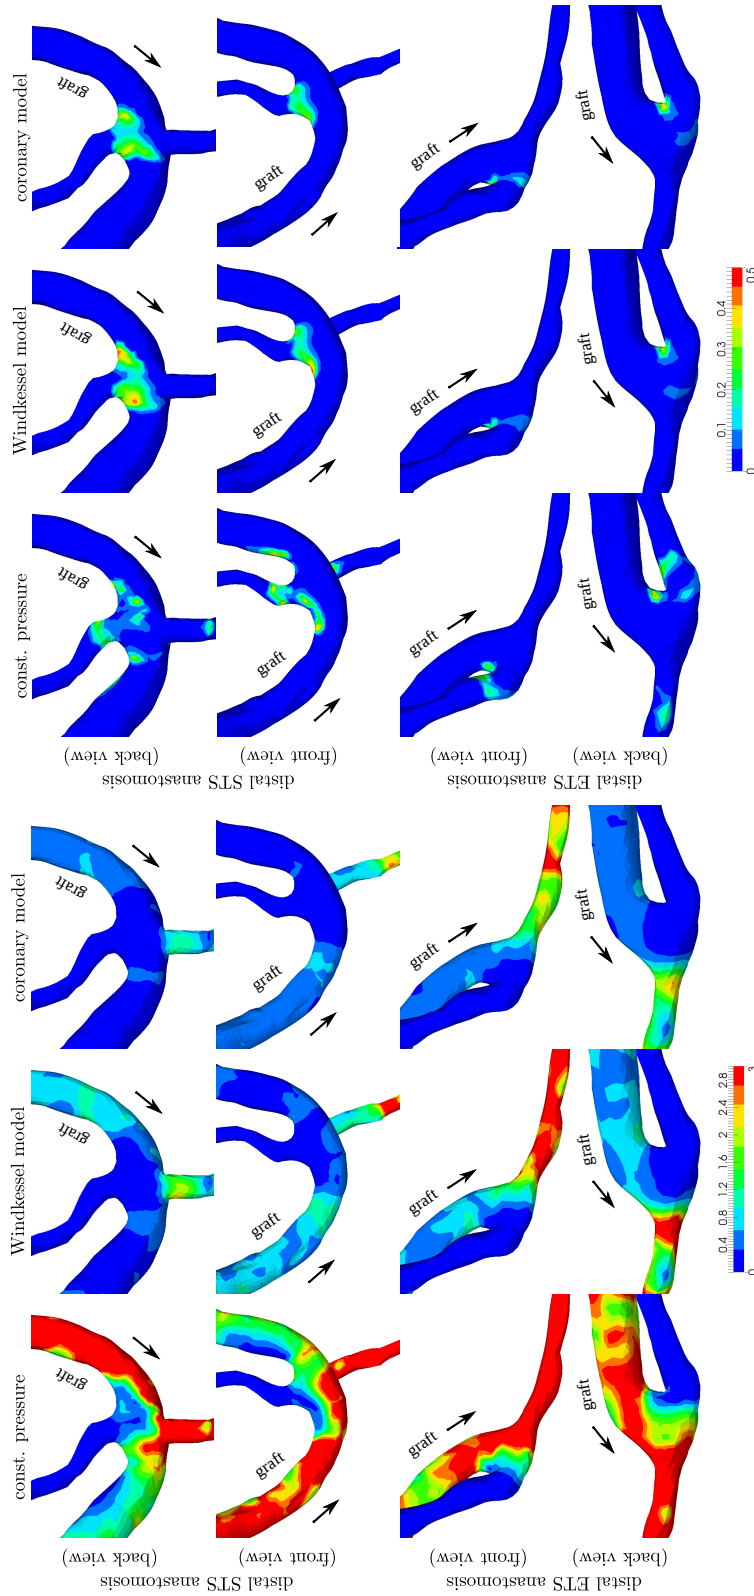 const. pressure
Windkessel model
coronary model
distal STS anastomosis
(back view)
graft
graft
graft
(front view)
graft
graft
graft
distal ETS anastomosis
(front view)
graft
graft
graft
(back view)
graft
graft
graft
0 0.4 0.8 1.2 1.6 2 2.4 2.8 3
const. pressure
Windkessel model
coronary model
distal STS anastomosis
(back view)
graft
graft
graft
(front view)
graft
graft
graft
distal ETS anastomosis
(front view)
graft
graft
graft
(back view)
graft
graft
graft
0 0.1 0.2 0.3 0.4 0.5